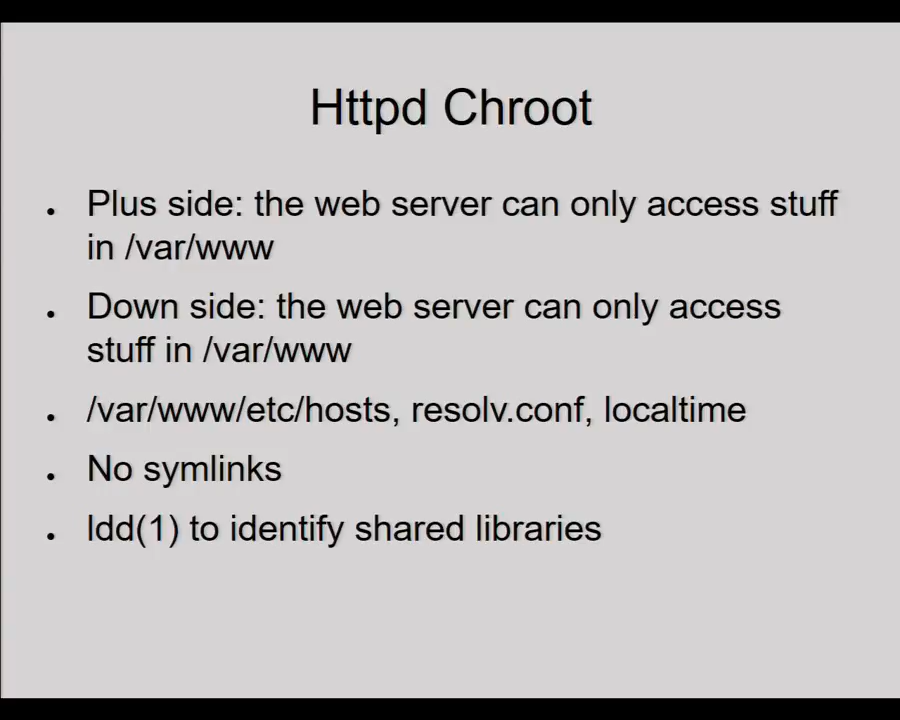 Httpd Chroot
Plus side: the web server can only access stuff
in /var/www
Down side: the web server can only access
stuff in /var/www
/var/www/etc/hosts, resolv.conf, localtime
No symlinks
ldd(1) to identify shared libraries